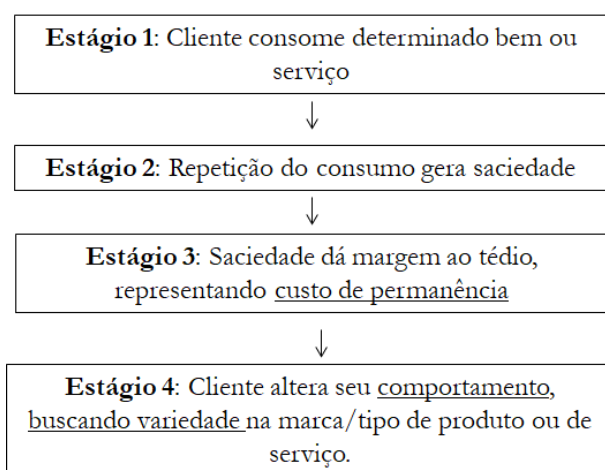 Estágio 1: Cliente consome determinado bem ou
serviço
Estágio 2: Repetição do consumo gera saciedade
Estágio 3: Saciedade dá margem ao tédio,
representando custo de permanência
Estágio 4: Cliente altera seu comportamento,
buscando variedade na marca/tipo de produto ou de
serviço.